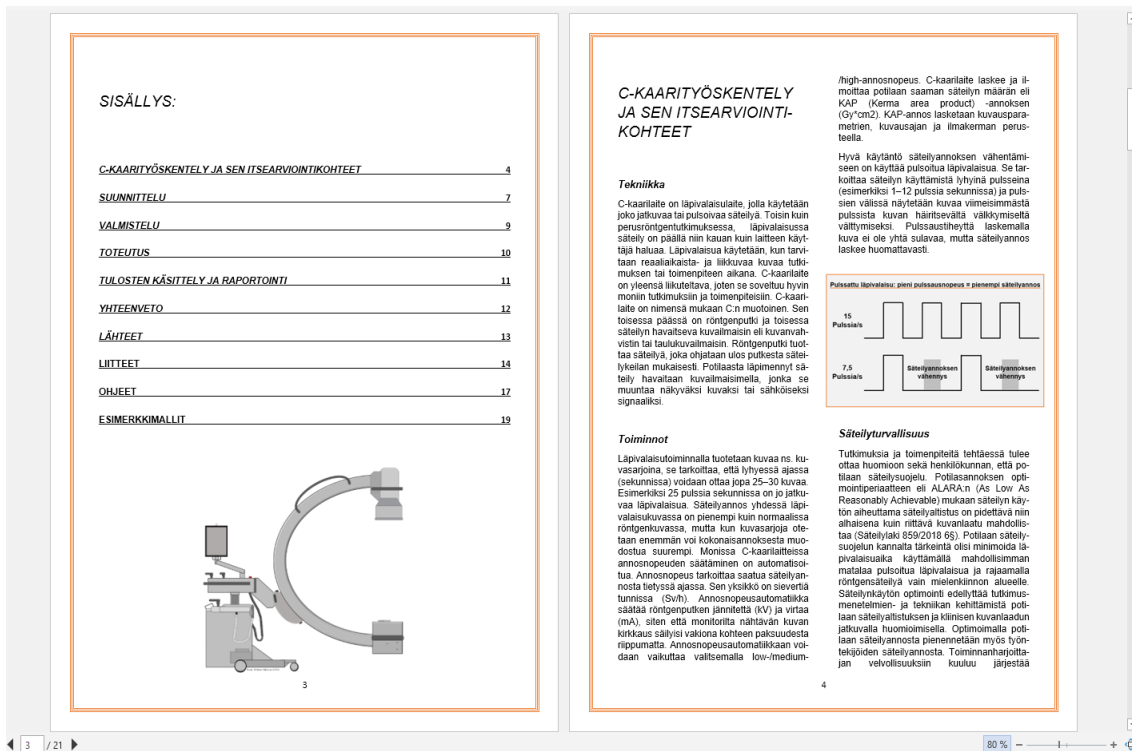 SISÄLLYS:
C-KAARITYÖSKENTELY JA SEN ITSEARVIOINTIKOHTEET 4
SUUNNITTELU 7
VALMISTELU 9
TOTEUTUS 10
TULOSTEN KÄSITTELY JA RAPORTOINTI 11
YHTEENVETO 12
LÄHTEET 13
LIITTEET 14
OHJEET 17
ESIMERKKIMALLIT 19
3
C-KAARITYÖSKENTELY
JA SEN ITSEARVIOINTI-
KOHTEET
Tekniikka
C-kaarilaite on läpivalaisulaite, jolla käytetään
joko jatkuvaa tai pulsoivaa säteilyä. Toisin kuin
perusröntgentutkimuksessa, läpivalaisussa
säteily on päällä niin kauan kuin laitteen käyt-
täjä haluaa. Läpivalaisua käytetään, kun tarvi-
taan reaaliaikaista- ja liikkuvaa kuvaa tutki-
muksen tai toimenpiteen aikana. C-kaarilaite
on yleensä liikuteltava, joten se soveltuu hyvin
moniin tutkimuksiin ja toimenpiteisiin. C-kaari-
laite on nimensä mukaan C:n muotoinen. Sen
toisessa päässä on röntgenputki ja toisessa
säteilyn havaitseva kuvailmaisin eli kuvanvah-
vistin tai taulukuvailmaisin. Röntgenputki tuot-
taa säteilyä, joka ohjataan ulos putkesta sätei-
lykeilan mukaisesti. Potilaasta läpimennyt sä-
teily havaitaan kuvailmaisimella, jonka se
muuntaa näkyväksi kuvaksi tai sähköiseksi
signaaliksi.
Toiminnot
Läpivalaisutoiminnalla tuotetaan kuvaa ns. ku-
vasarjoina, se tarkoittaa, että lyhyessä ajassa
(sekunnissa) voidaan ottaa jopa 25–30 kuvaa.
Esimerkiksi 25 pulssia sekunnissa on jo jatku-
vaa läpivalaisua. Säteilyannos yhdessä läpi-
valaisukuvassa on pienempi kuin normaalissa
röntgenkuvassa, mutta kun kuvasarjoja ote-
taan enemmän voi kokonaisannoksesta muo-
dostua suurempi. Monissa C-kaarilaitteissa
annosnopeuden säätäminen on automatisoi-
tua. Annosnopeus tarkoittaa saatua säteilyan-
nosta tietyssä ajassa. Sen yksikkö on sievertiä
tunnissa (Sv/h). Annosnopeusautomatiikka
säätää röntgenputken jännitettä (kV) ja virtaa
(mA), siten että monitorilta nähtävän kuvan
kirkkaus säilyisi vakiona kohteen paksuudesta
riippumatta. Annosnopeusautomatiikkaan voi-
daan vaikuttaa valitsemalla low-/medium-
/high-annosnopeus. C-kaarilaite laskee ja il-
moittaa potilaan saaman säteilyn määrän eli
KAP (Kerma area product) -annoksen
(Gy*cm2). KAP-annos lasketaan kuvauspara-
metrien, kuvausajan ja ilmakerman perus-
teella.
Hyvä käytäntö säteilyannoksen vähentämi-
seen on käyttää pulsoitua läpivalaisua. Se tar-
koittaa säteilyn käyttämistä lyhyinä pulsseina
(esimerkiksi 1–12 pulssia sekunnissa) ja puls-
sien välissä näytetään kuvaa viimeisimmästä
pulssista kuvan häiritsevältä välkkymiseltä
välttymiseksi. Pulssaustiheyttä laskemalla
kuva ei ole yhtä sulavaa, mutta säteilyannos
laskee huomattavasti.
Pulssattu läpivalaisu: pieni pulssausnopeus = pienempi säteilyannos
15
Pulssia/s
7,5
Pulssia/s
Säteilyannoksen
vähennys
Säteilyannoksen
vähennys
Säteilyturvallisuus
Tutkimuksia ja toimenpiteitä tehtäessä tulee
ottaa huomioon sekä henkilökunnan, että po-
tilaan säteilysuojelu. Potilasannoksen opti-
mointiperiaatteen eli ALARA:n (As Low As
Reasonably Achievable) mukaan säteilyn käy-
tön aiheuttama säteilyaltistus on pidettävä niin
alhaisena kuin riittävä kuvanlaatu mahdollis-
taa (Säteilylaki 859/2018 6§). Potilaan säteily-
suojelun kannalta tärkeintä olisi minimoida lä-
pivalaisuaika käyttämällä mahdollisimman
matalaa pulsoitua läpivalaisua ja rajaamalla
röntgensäteilyä vain mielenkiinnon alueelle.
Säteilynkäytön optimointi edellyttää tutkimus-
menetelmien- ja tekniikan kehittämistä poti-
laan säteilyaltistuksen ja kliinisen kuvanlaadun
jatkuvalla huomioimisella. Optimoimalla poti-
laan säteilyannosta pienennetään myös työn-
tekijöiden säteilyannosta. Toiminnanharjoitta-
jan velvollisuuksiin kuuluu järjestää
4
3 / 21
80 %